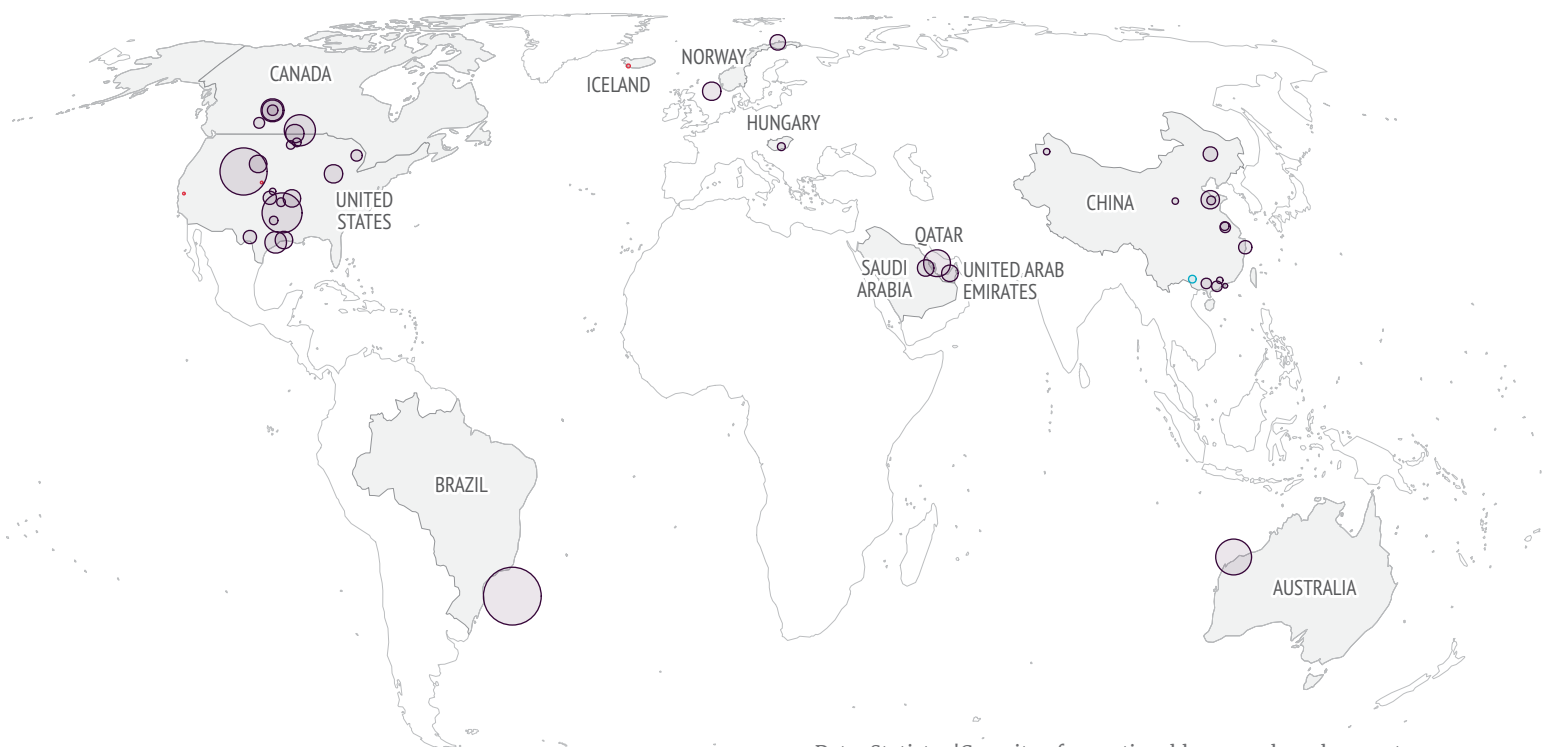 CANADA
NORWAY
ICELAND
HUNGARY
UNITED
STATES
CHINA
QATAR
SAUDI
ARABIA
UNITED ARAB
EMIRATES
BRAZIL
AUSTRALIA